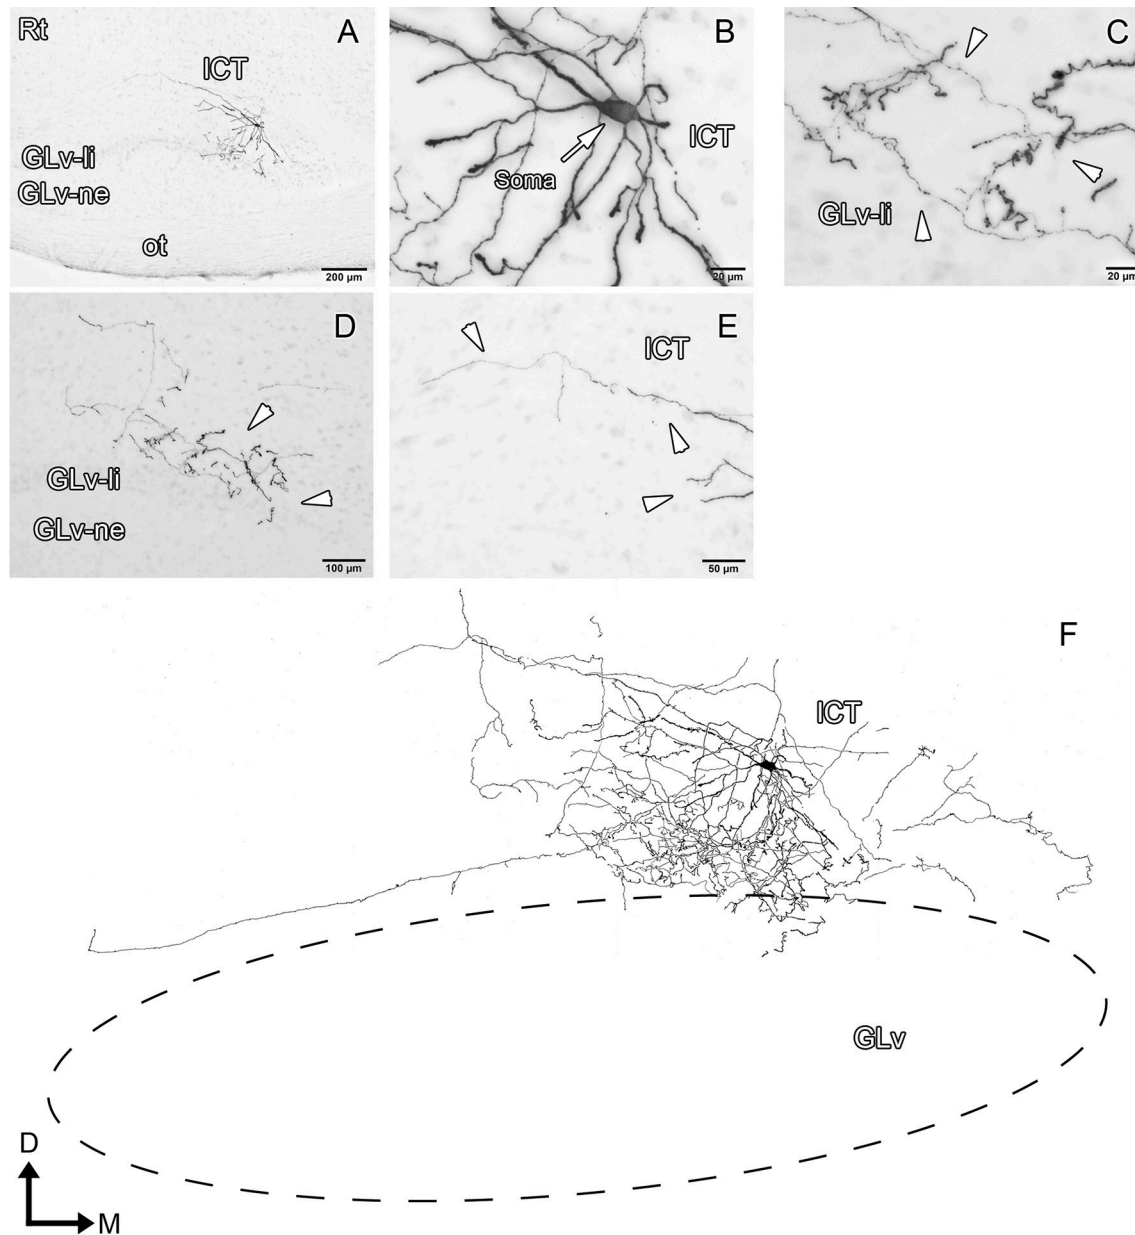 Rt
A
ICT
GLv-li
GLv-ne
ot
200 µm
B
ICT
Soma
20 µm
C
GLv-li
20 µm
D
GLv-li
GLv-ne
100 µm
E
ICT
50 µm
F
ICT
GLv
D
M